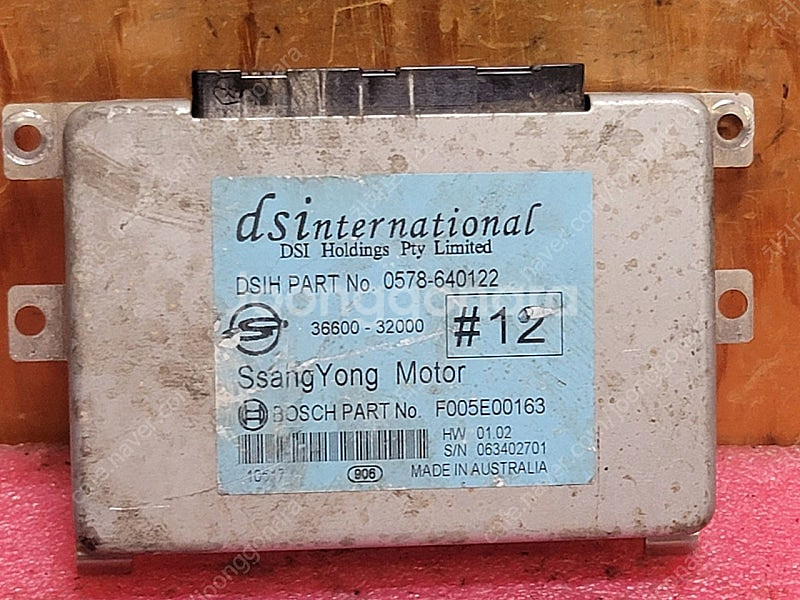 dsinternational
DSI Holdings Pty Limited
DSIH PART No. 0578-640122
36600 - 32000
#12
SsangYong Motor
BOSCH PART No. F005E00163
HW 01.02
S/N 063402701
906
MADE IN AUSTRALIA
Joonggonara